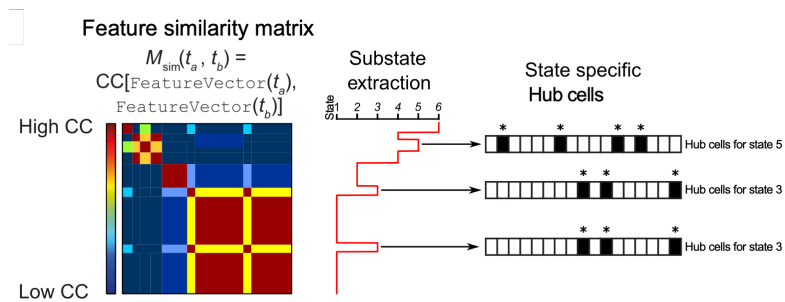 Feature similarity matrix
Msim(ta, tb) =
CC[FeatureVector(ta),
FeatureVector(tb)]
High CC
Low CC
Substate
extraction
State
1 2 3 4 5 6
State specific
Hub cells
* * * *
Hub cells for state 5
* * *
Hub cells for state 3
* * *
Hub cells for state 3